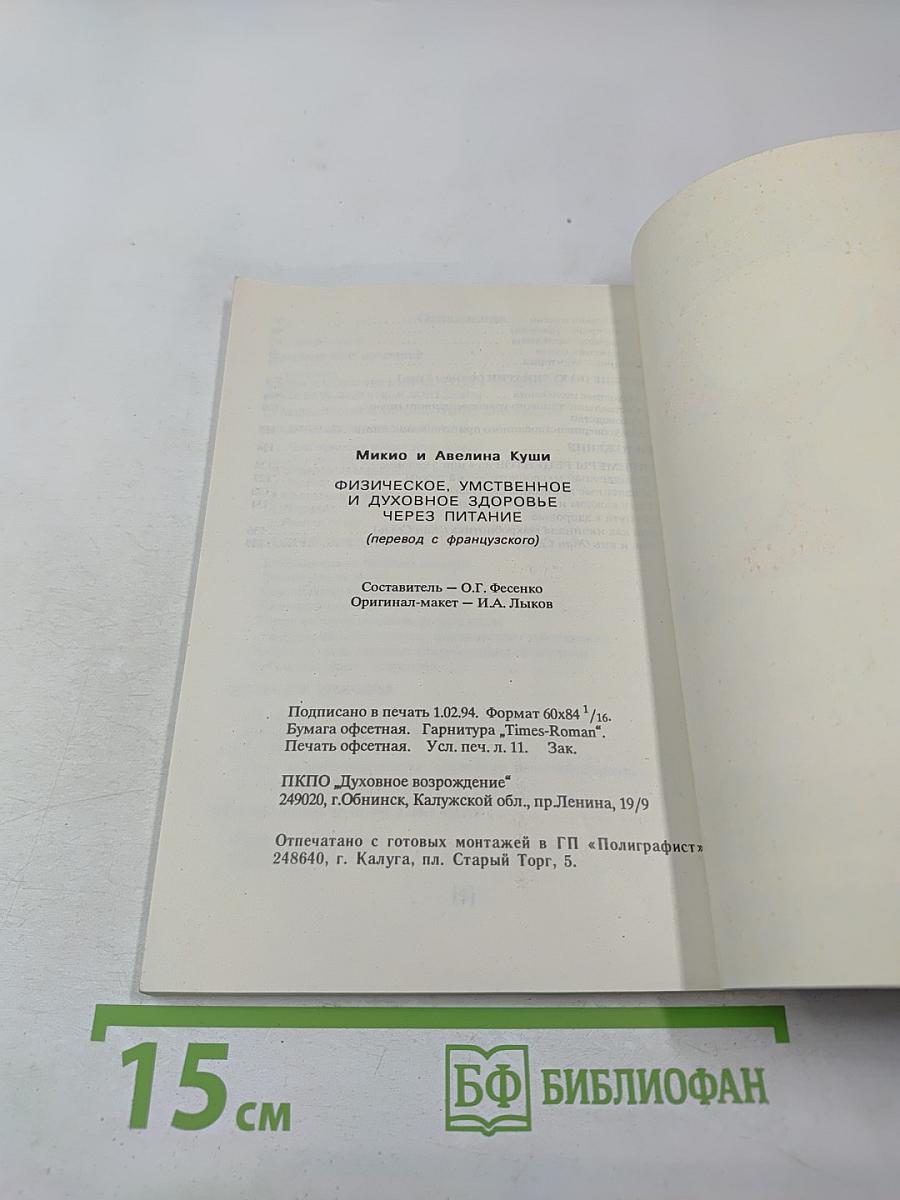 Микио и Авелина Куши
ФИЗИЧЕСКОЕ, УМСТВЕННОЕ
И ДУХОВНОЕ ЗДОРОВЬЕ
ЧЕРЕЗ ПИТАНИЕ
(перевод с французского)
Составитель — О.Г. Фесенко
Оригинал-макет — И.А. Лыков
Подписано в печать 1.02.94. Формат 60х84 1/16.
Бумага офсетная. Гарнитура „Times-Roman“.
Печать офсетная. Усл. печ. л. 11. Зак.
ПКПО „Духовное возрождение“
249020, г.Обнинск, Калужской обл., пр.Ленина, 19/9
Отпечатано с готовых монтажей в ГП «Полиграфист»
248640, г. Калуга, пл. Старый Торг, 5.
15 см
БФ БИБЛИОФАН